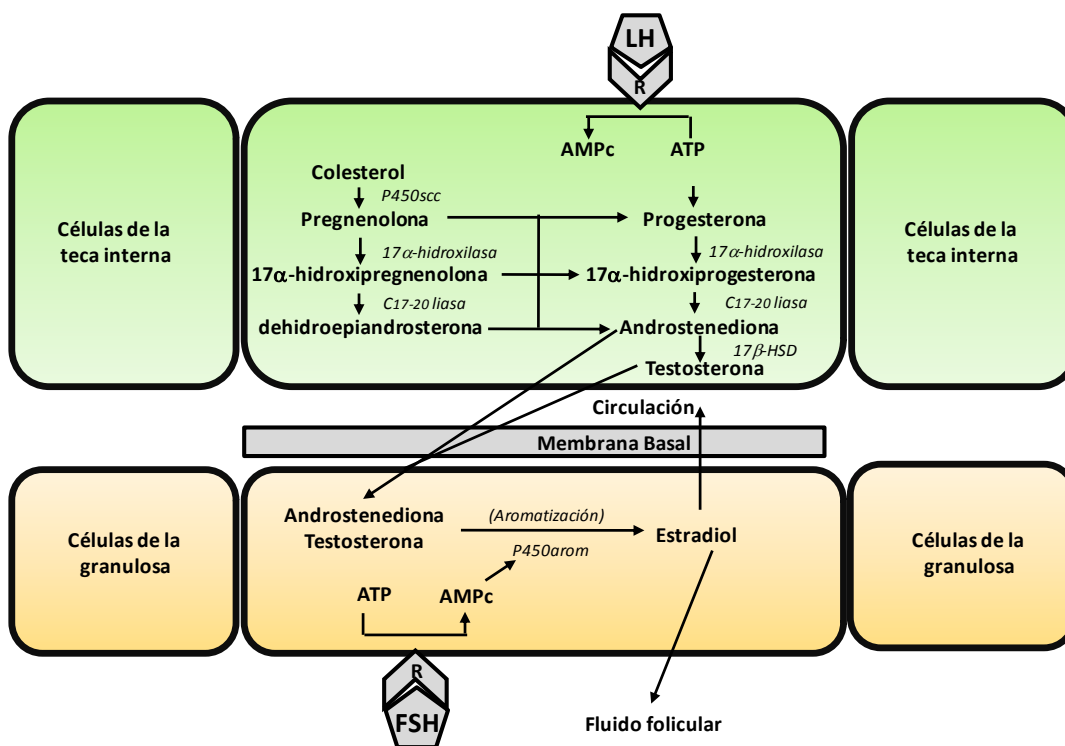 LH
R
AMPc
ATP
Colesterol
P450scc
Pregnenolona
Progesterona
17α-hidroxilasa
17α-hidroxilasa
17α-hidroxipregnenolona
17α-hidroxiprogesterona
C17-20 liasa
C17-20 liasa
dehidroepiandrosterona
Androstenediona
17β-HSD
Testosterona
Células de la
teca interna
Células de la
teca interna
Circulación
Membrana Basal
Células de la
granulosa
Androstenediona
Testosterona
(Aromatización)
Estradiol
P450arom
ATP
AMPc
Células de la
granulosa
R
FSH
Fluido folicular